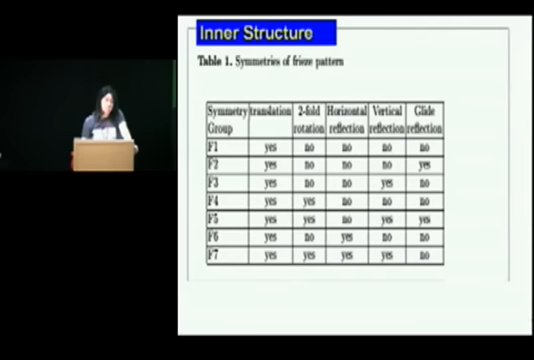 Inner Structure
Table 1. Symmetries of frieze pattern
Symmetry Group translation 2-fold rotation Horizontal reflection Vertical reflection Glide reflection
F1 yes no no no no
F2 yes no no no yes
F3 yes no no yes no
F4 yes yes no no no
F5 yes yes no yes yes
F6 yes no yes no no
F7 yes yes yes yes no